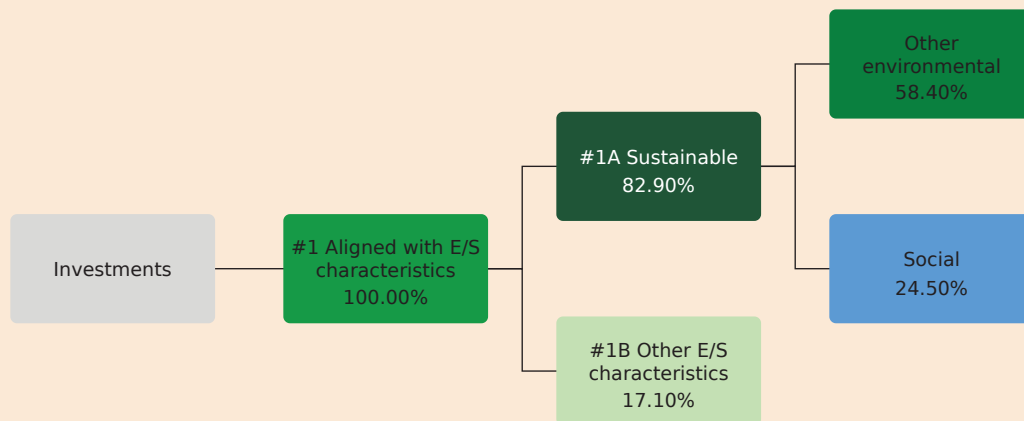 Other
environmental
58.40%
#1A Sustainable
82.90%
Investments
#1 Aligned with E/S
characteristics
100.00%
Social
24.50%
#1B Other E/S
characteristics
17.10%